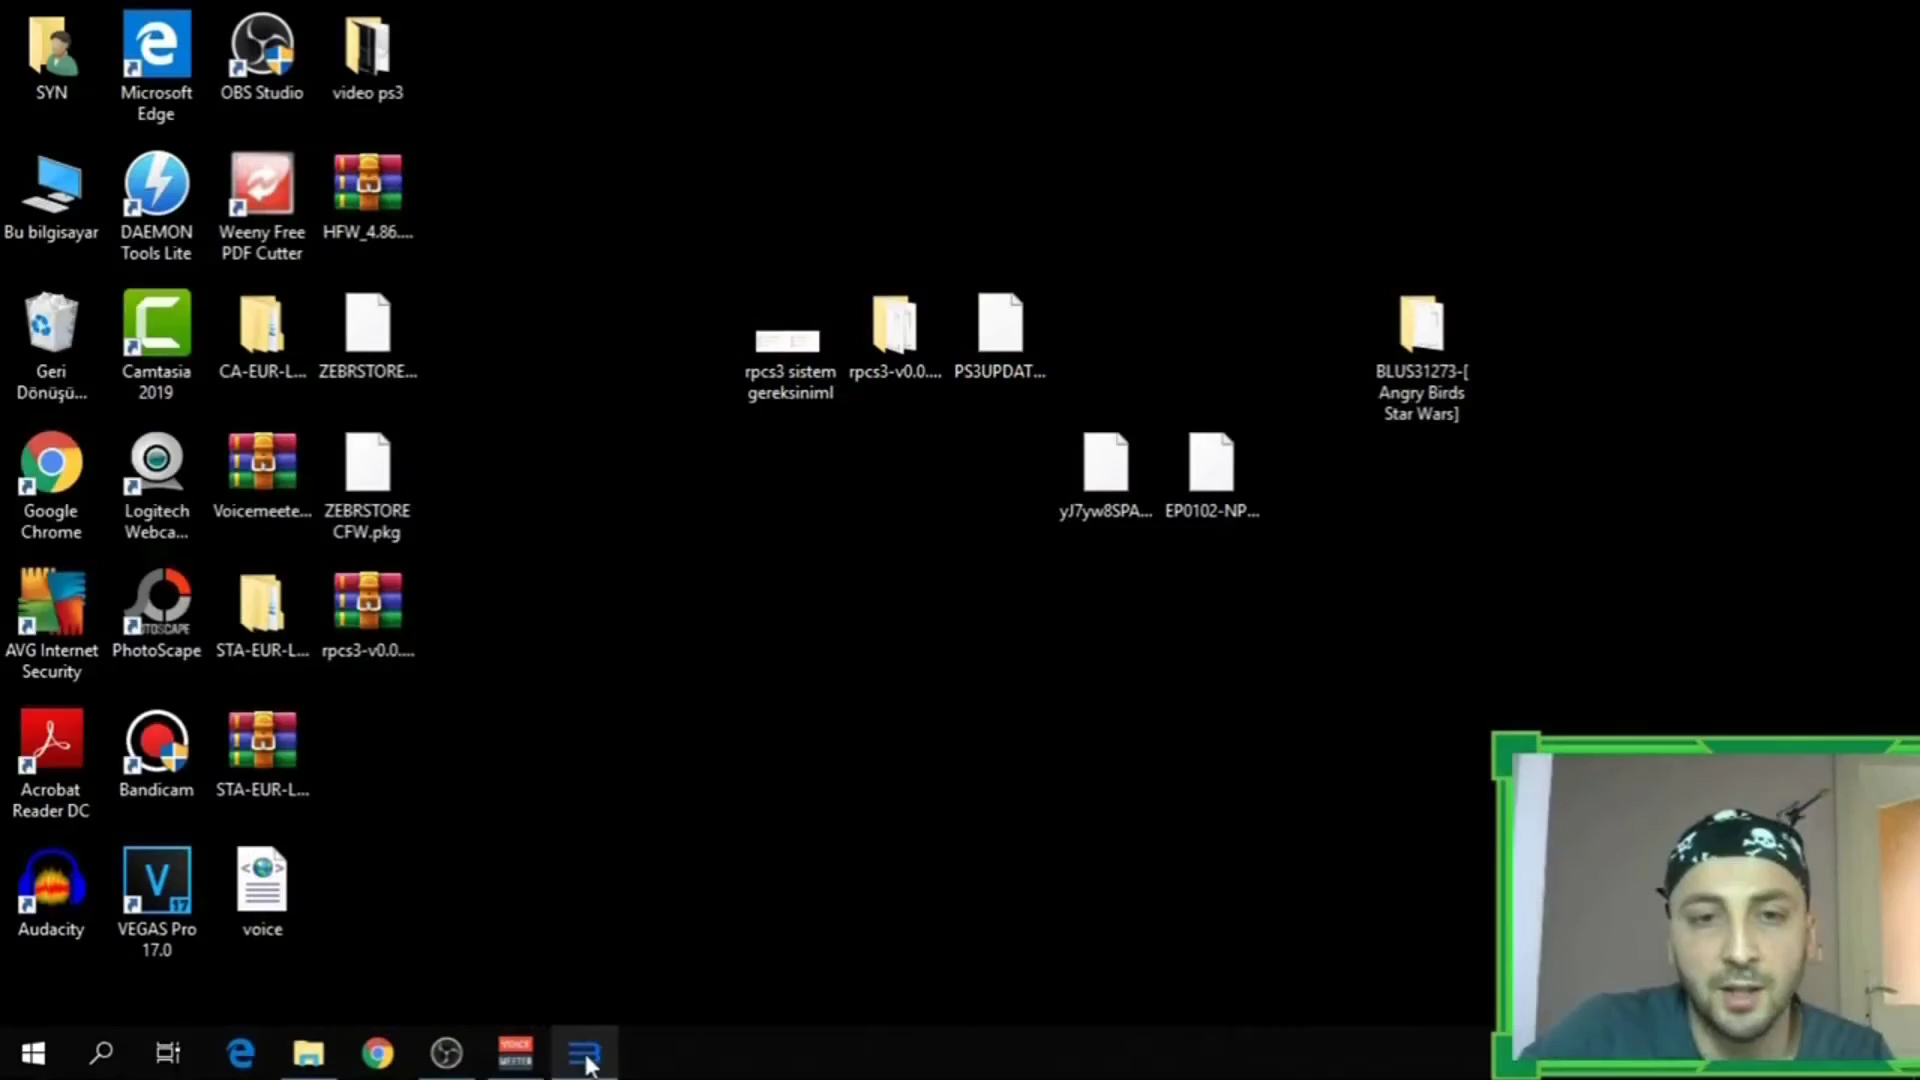 SYN
Microsoft
Edge
OBS Studio
video ps3
Bu bilgisayar
DAEMON
Tools Lite
Weeny Free
PDF Cutter
HFW_4.86....
Geri
Dönüşü...
Camtasia
2019
CA-EUR-L...
ZEBRSTORE...
rpcs3 sistem
gereksiniml
rpcs3-v0.0....
PS3UPDAT...
BLUS31273-[
Angry Birds
Star Wars]
Google
Chrome
Logitech
Webca...
Voicemeete...
ZEBRSTORE
CFW.pkg
yJ7yw8SPA...
EP0102-NP...
AVG Internet
Security
PhotoScape
STA-EUR-L...
rpcs3-v0.0....
Acrobat
Reader DC
Bandicam
STA-EUR-L...
Audacity
V
17
VEGAS Pro
17.0
voice
VOICE
MEETER